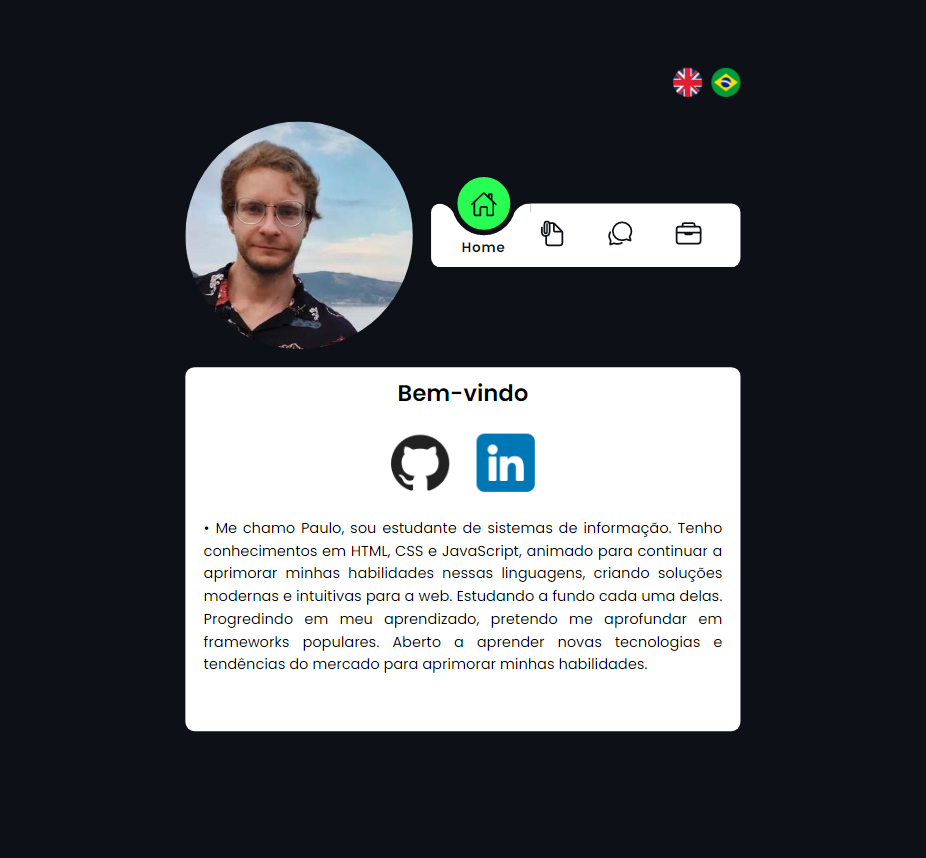 Home
Bem-vindo
in
• Me chamo Paulo, sou estudante de sistemas de informação. Tenho
conhecimentos em HTML, CSS e JavaScript, animado para continuar a
aprimorar minhas habilidades nessas linguagens, criando soluções
modernas e intuitivas para a web. Estudando a fundo cada uma delas.
Progredindo em meu aprendizado, pretendo me aprofundar em
frameworks populares. Aberto a aprender novas tecnologias e
tendências do mercado para aprimorar minhas habilidades.